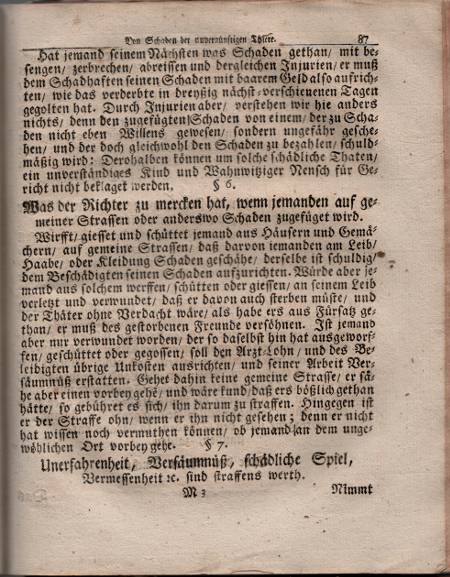 Von Schaden der unvernünftigen Thiere. 87
Hat jemand seinem Nächsten was Schaden gethan/ mit be-
sengen/ zerbrechen/ abreissen und dergleichen Injurien/ er muß
dem Schadhafften seinen Schaden mit baarem Geld also aufrich-
ten/ wie das verderbte in dreyßig nächst-verschienenen Tagen
gegolten hat. Durch Injurien aber/ verstehen wir hie anders
nichts/ denn den zugefügten Schaden von einem/ der zu Scha-
den nicht eben Willens gewesen/ sondern ungefähr gesche-
hen/ und der doch gleichwohl den Schaden zu bezahlen/ schuld-
mäßig wird: Derohalben können um solche schädliche Thaten/
ein unverständiges Kind und Wahnwitziger Mensch für Ge-
richt nicht beklaget werden. § 6.
Was der Richter zu mercken hat, wenn jemanden auf ge-
meiner Strassen oder anderswo Schaden zugefüget wird.
Wirfft/ giesset und schüttet jemand aus Häusern und Gemä-
chern/ auf gemeine Strassen/ daß darvon jemanden am Leib/
Haabe/ oder Kleidung Schaden geschähe/ derselbe ist schuldig/
dem Beschädigten seinen Schaden aufzurichten. Würde aber je-
mand aus solchem werffen/ schütten oder giessen/ an seinem Leib
verletzt und verwundet/ daß er davon auch sterben müste/ und
der Thäter ohne Verdacht wäre/ als habe ers aus Fürsatz ge-
than/ er muß des gestorbenen Freunde versöhnen. Ist jemand
aber nur verwundet worden/ der so daselbst hin hat ausgeworf-
fen/ geschüttet oder gegossen/ soll den Arzt-Lohn/ und des Be-
leidigten übrige Unkosten ausrichten/ und seiner Arbeit Ver-
säumnüß erstatten. Gehet dahin keine gemeine Strasse/ er sä-
he aber einen vorbey gehe/ und wäre kund/ daß ers bößlich gethan
hätte/ so gebühret es sich/ ihn darum zu straffen. Hingegen ist
er der Straffe ohn/ wenn er ihn nicht gesehen; denn er nicht
hat wissen noch vermuthen können/ ob jemand an dem unge-
wöhlichen Ort vorbey gehe. § 7.
Unerfahrenheit, Versäumnüß, schädliche Spiel,
Vermessenheit ꝛc. sind straffens werth.
M 3 Nimmt